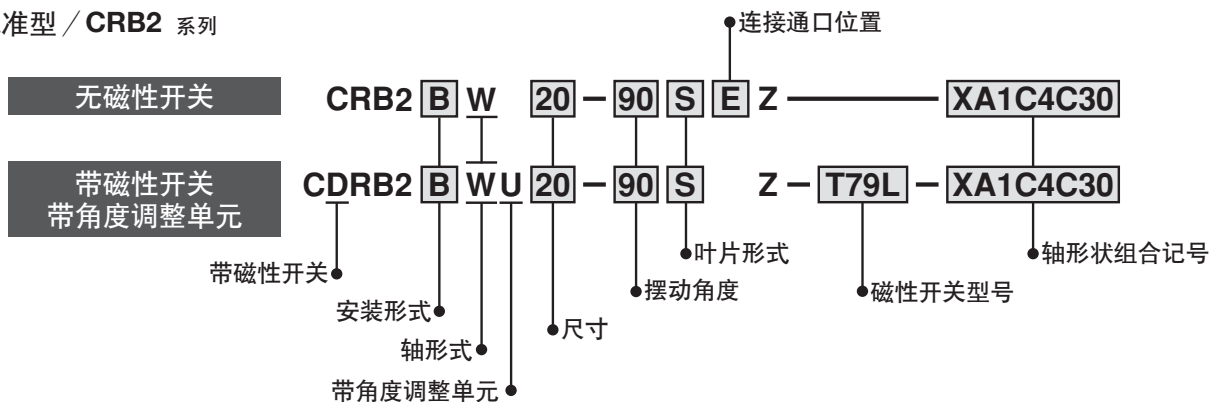 准型／CRB2 系列
连接通口位置
无磁性开关
CRB2 B W 20－90 S E Z — XA1C4C30
带磁性开关
带角度调整单元
CDRB2 B W U 20－90 S Z－T79L－XA1C4C30
叶片形式
轴形状组合记号
带磁性开关
摆动角度
磁性开关型号
安装形式
尺寸
轴形式
带角度调整单元